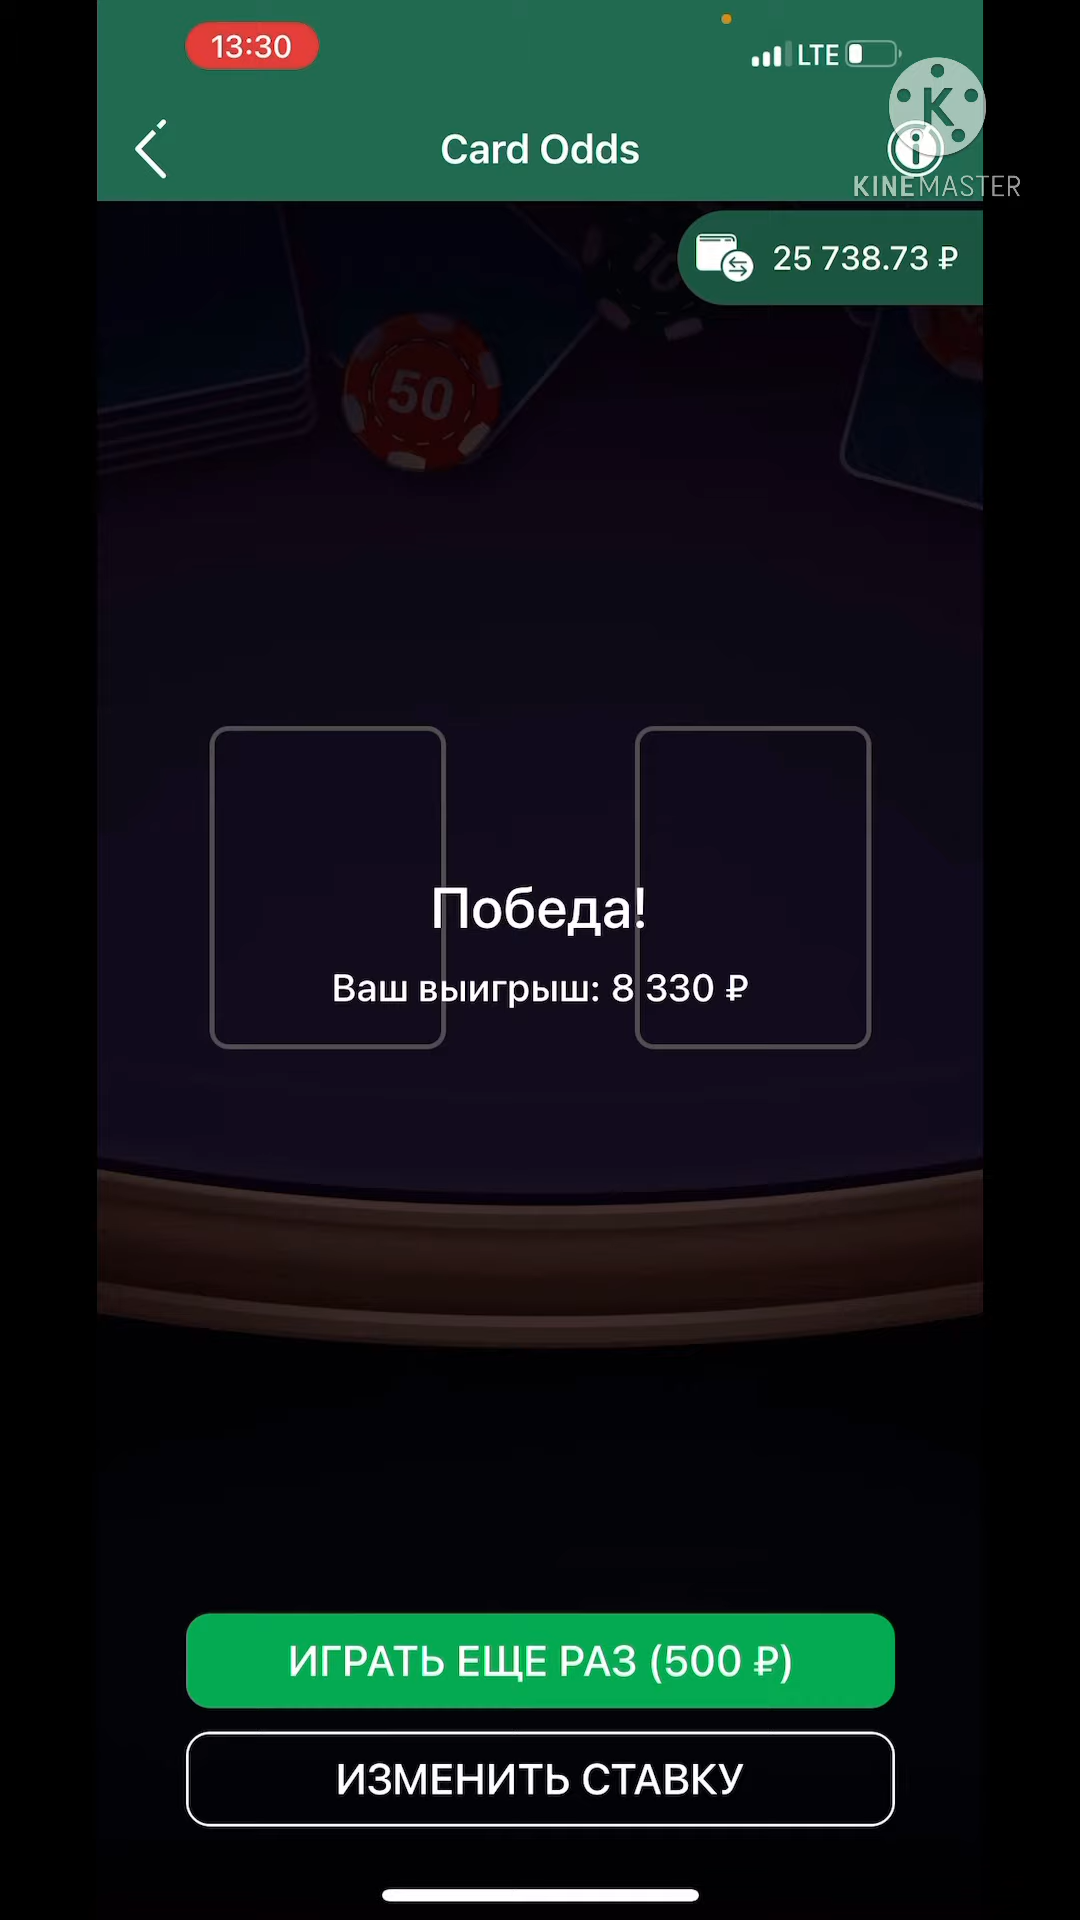 13:30
LTE
Card Odds
K
KINEMASTER
25 738.73 ₽
10
50
Победа!
Ваш выигрыш: 8 330 ₽
ИГРАТЬ ЕЩЕ РАЗ (500 ₽)
ИЗМЕНИТЬ СТАВКУ